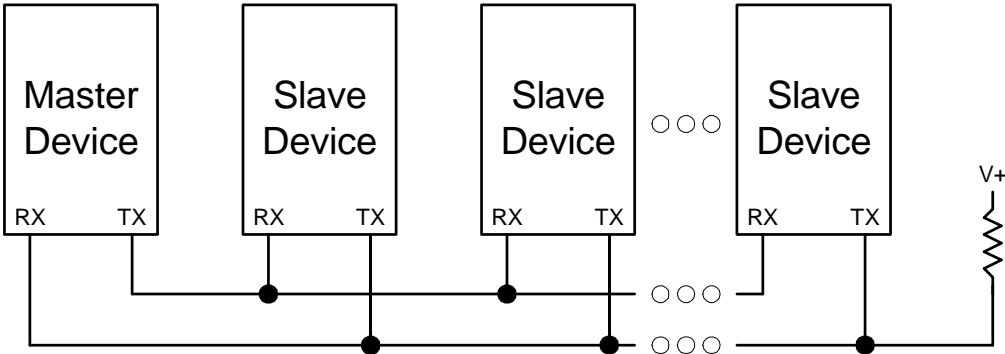 Master
Device
Slave
Device
Slave
Device
Slave
Device
RX TX
RX TX
RX TX
RX TX
V+